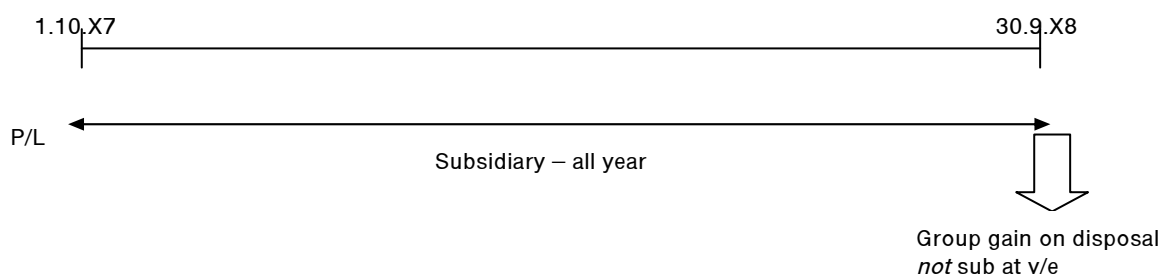 1.10.X7 30.9.X8
P/L
Subsidiary – all year
Group gain on disposal
not sub at y/e